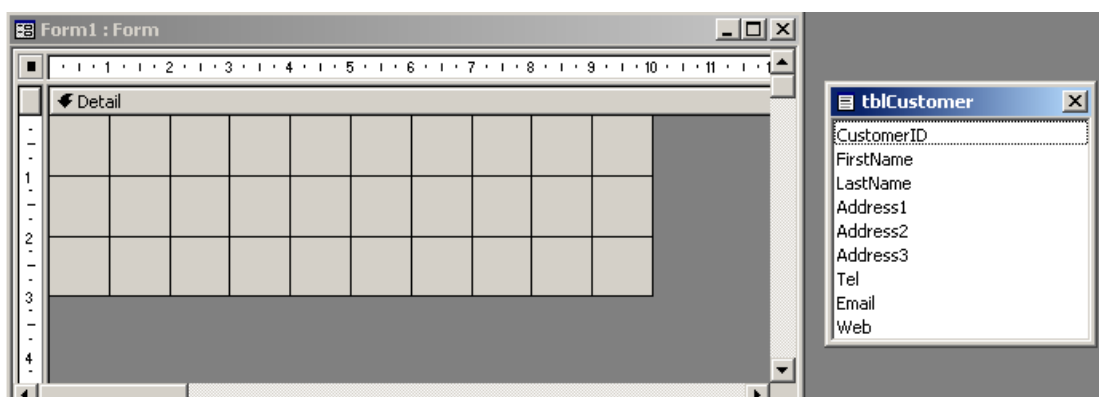 Form1 : Form
1 2 3 4 5 6 7 8 9 10 11 1
Detail
1
2
3
4
tblCustomer
CustomerID
FirstName
LastName
Address1
Address2
Address3
Tel
Email
Web